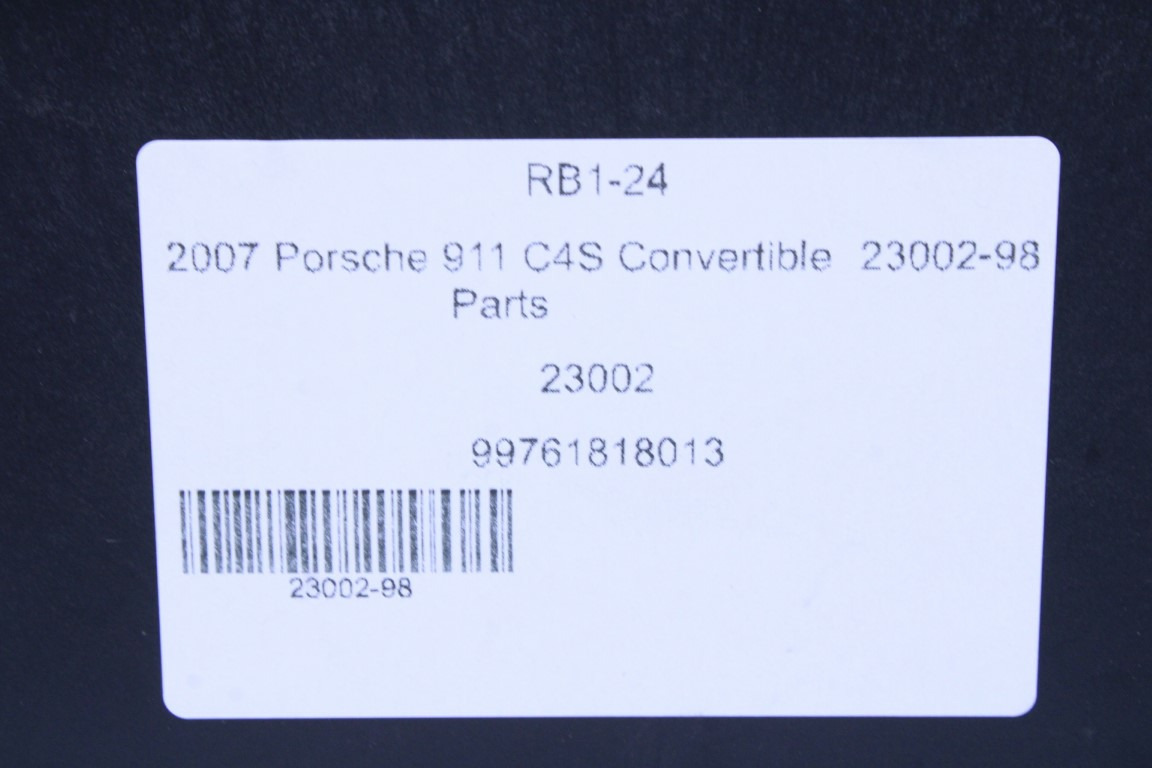 RB1-24
2007 Porsche 911 C4S Convertible 23002-98
Parts
23002
99761818013
23002-98